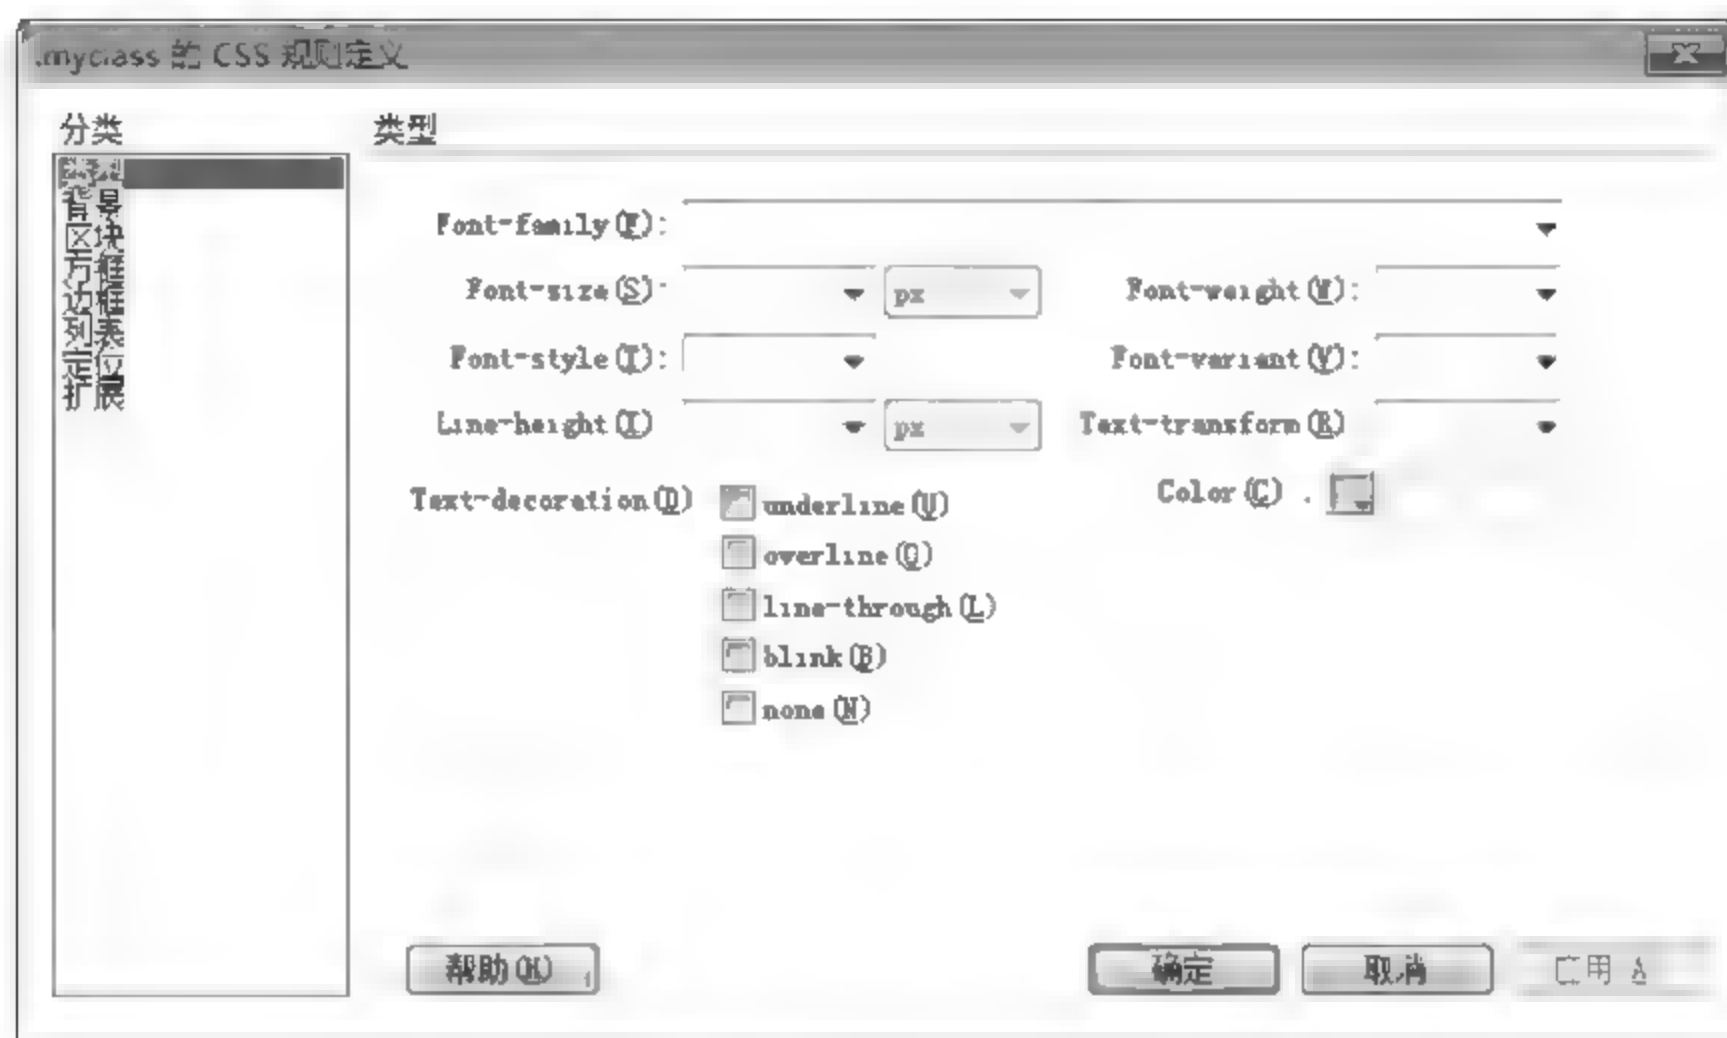 .myclass 的 CSS 规则定义
分类
类型
类型
背景
区块
方框
边框
列表
定位
扩展
Font-family(F):
Font-size(S):
px
Font-weight(W):
Font-style(T):
Font-variant(V):
Line-height(I)
px
Text-transform(R)
Text-decoration(D)
underline(U)
Color(C) .
overline(O)
line-through(L)
blink(B)
none(N)
帮助(H)
确定
取消
应用 A